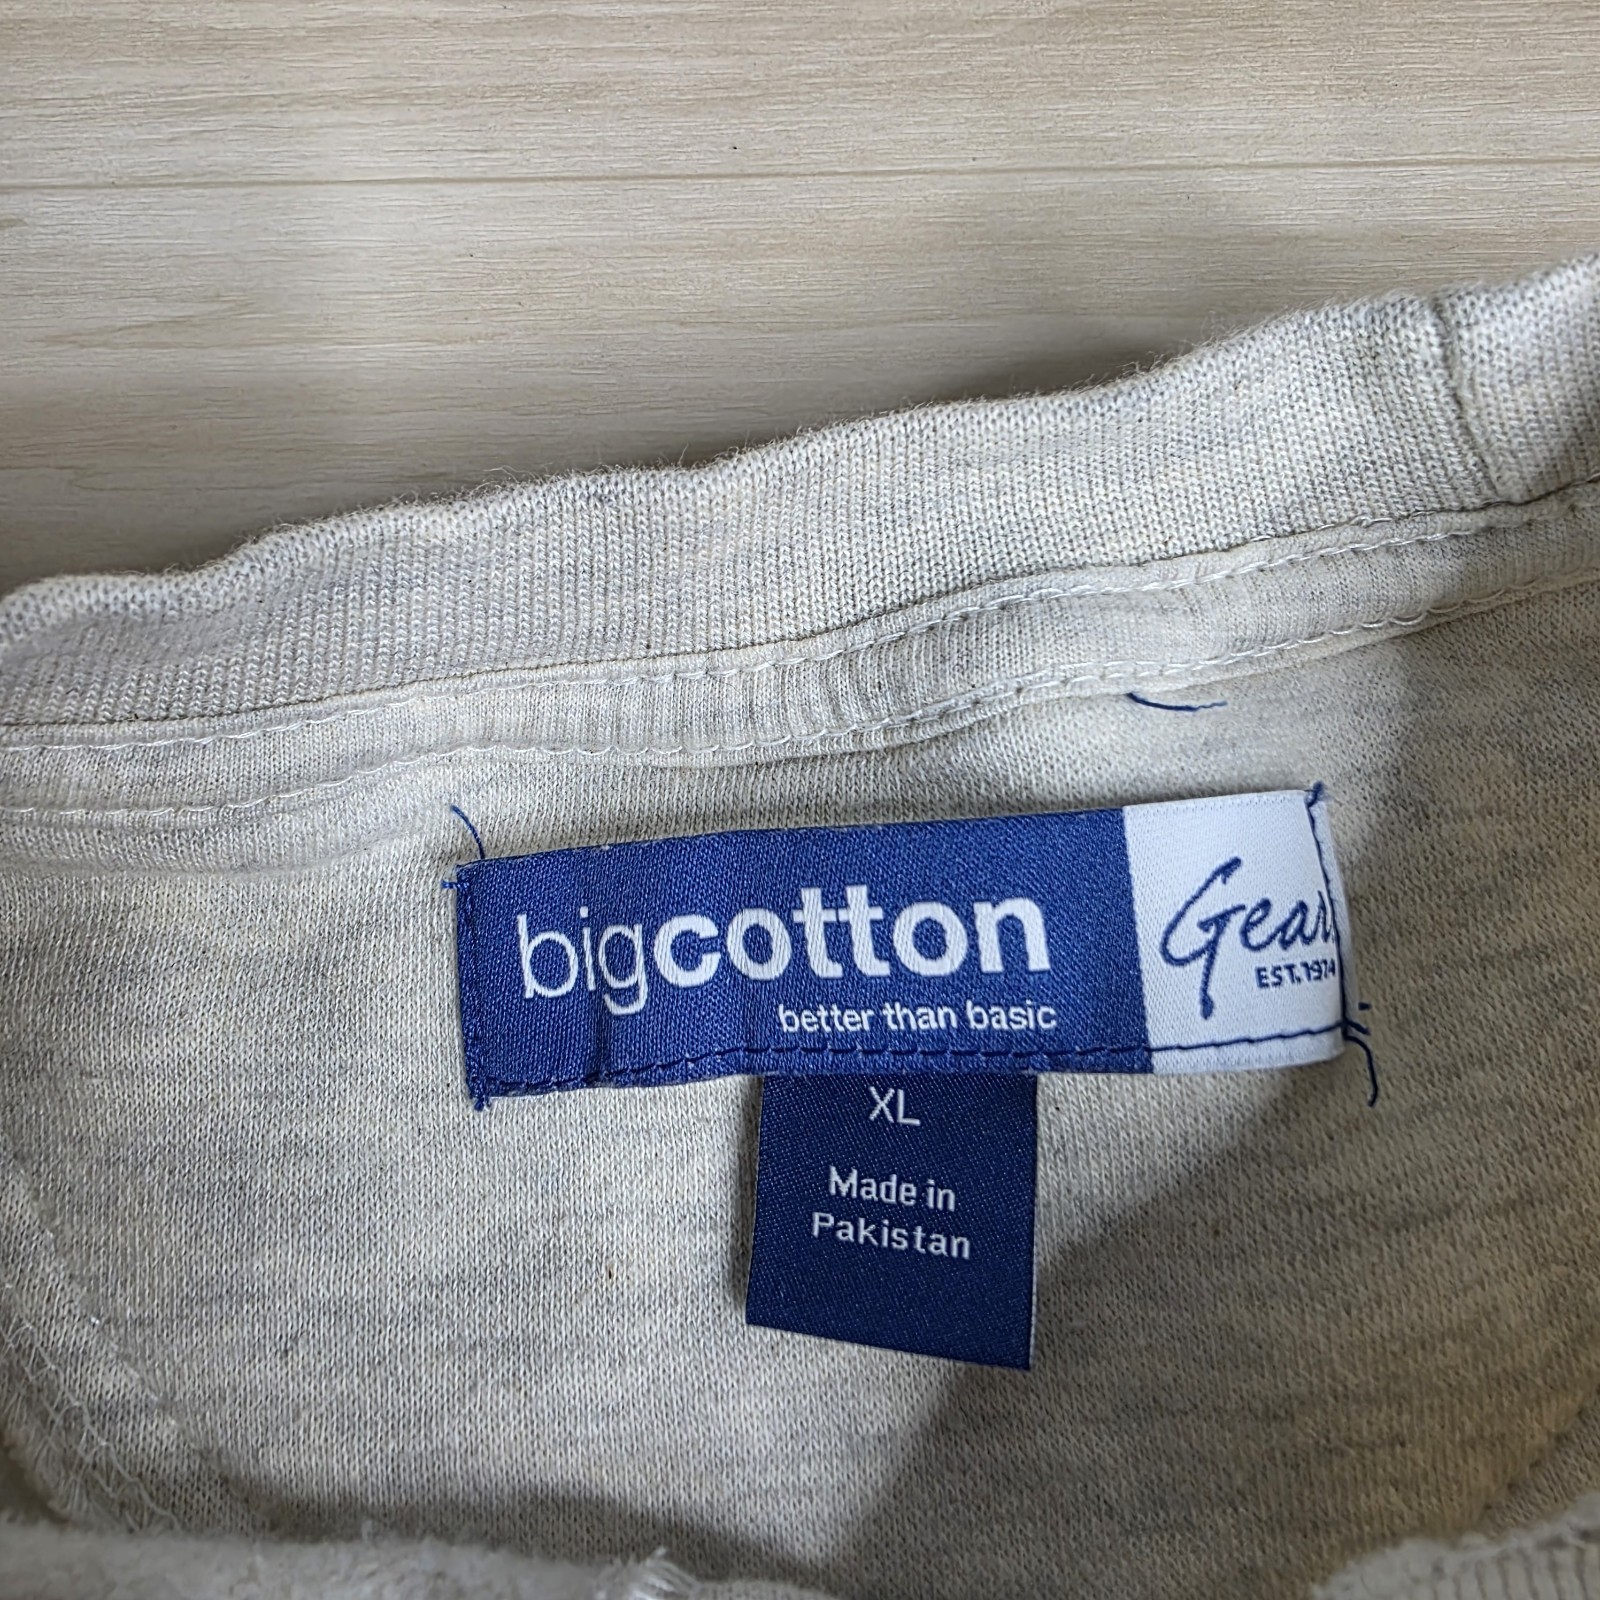 bigcotton
better than basic
Gear
EST.1974
XL
Made in
Pakistan